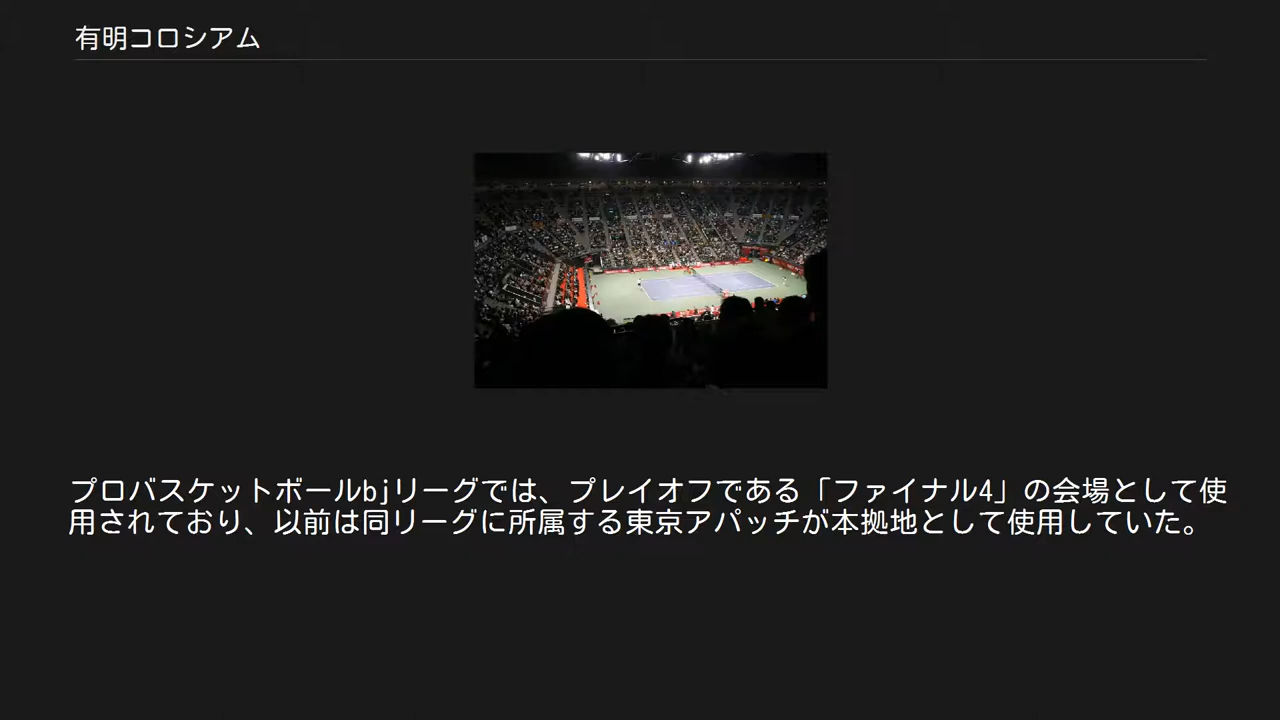 有明コロシアム
プロバスケットボールbjリーグでは、プレイオフである「ファイナル4」の会場として使
用されており、以前は同リーグに所属する東京アパッチが本拠地として使用していた。